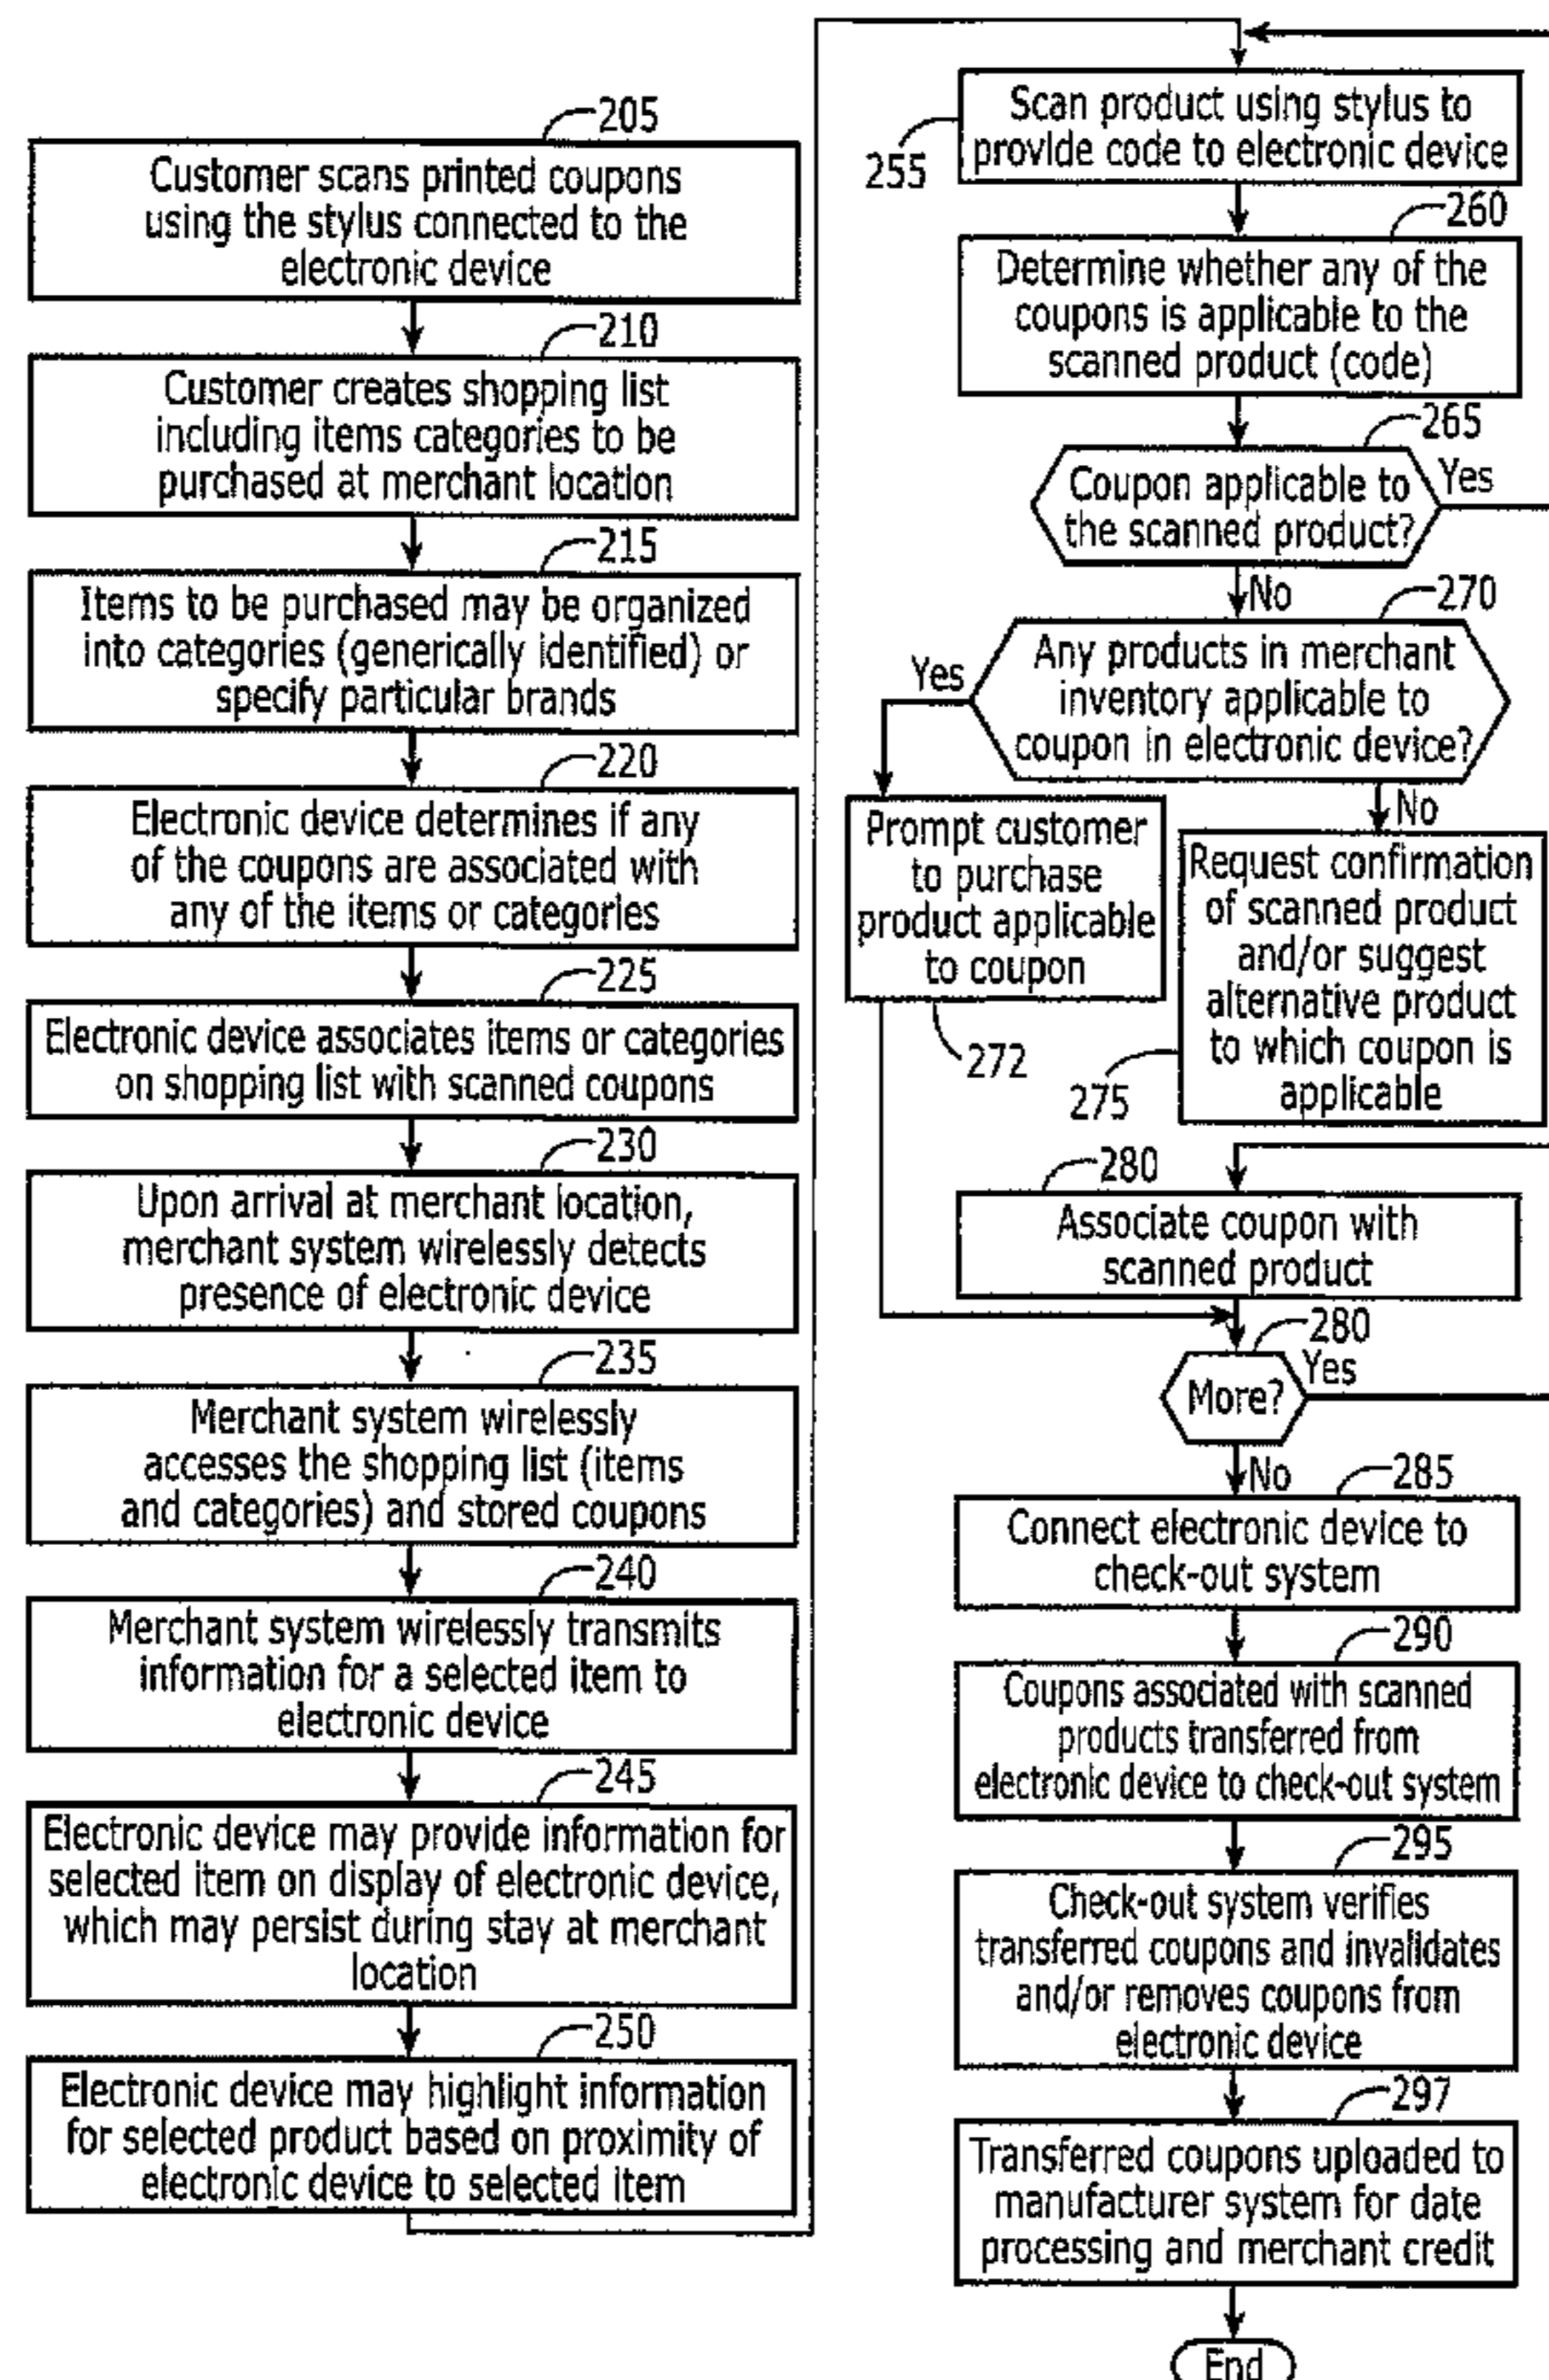 205
Customer scans printed coupons
using the stylus connected to the
electronic device
210
Customer creates shopping list
including items categories to be
purchased at merchant location
215
Items to be purchased may be organized
into categories (generically identified) or
specify particular brands
220
Electronic device determines if any
of the coupons are associated with
any of the items or categories
225
Electronic device associates items or categories
on shopping list with scanned coupons
230
Upon arrival at merchant location,
merchant system wirelessly detects
presence of electronic device
235
Merchant system wirelessly
accesses the shopping list (items
and categories) and stored coupons
240
Merchant system wirelessly transmits
information for a selected item to
electronic device
245
Electronic device may provide information for
selected item on display of electronic device,
which may persist during stay at merchant
location
250
Electronic device may highlight information
for selected product based on proximity of
electronic device to selected item
255
Scan product using stylus to
provide code to electronic device
260
Determine whether any of the
coupons is applicable to the
scanned product (code)
265
Coupon applicable to
the scanned product?
Yes
No
270
Any products in merchant
inventory applicable to
coupon in electronic device?
Yes
No
Prompt customer
to purchase
product applicable
to coupon
272
Request confirmation
of scanned product
and/or suggest
alternative product
to which coupon is
applicable
275
280
Associate coupon with
scanned product
280
More?
Yes
No
285
Connect electronic device to
check-out system
290
Coupons associated with scanned
products transferred from
electronic device to check-out system
295
Check-out system verifies
transferred coupons and invalidates
and/or removes coupons from
electronic device
297
Transferred coupons uploaded to
manufacturer system for date
processing and merchant credit
End